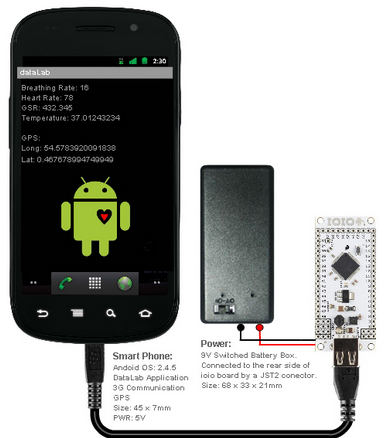 2:30
dataLab
Breathing Rate: 16
Heart Rate: 78
GSR: 432.345
Temperature: 37.01243234
GPS:
Long: 54.5783920091838
Lat: 0.467678994749949
OFF
ON
IOIO
Smart Phone:
Andoid OS: 2.4.5
DataLab Application
3G Communication
GPS
Size: 45 x 7mm
PWR: 5V
Power:
9V Switched Battery Box.
Connected to the rear side of
ioio board by a JST2 conector.
Size: 68 x 33 x 21mm